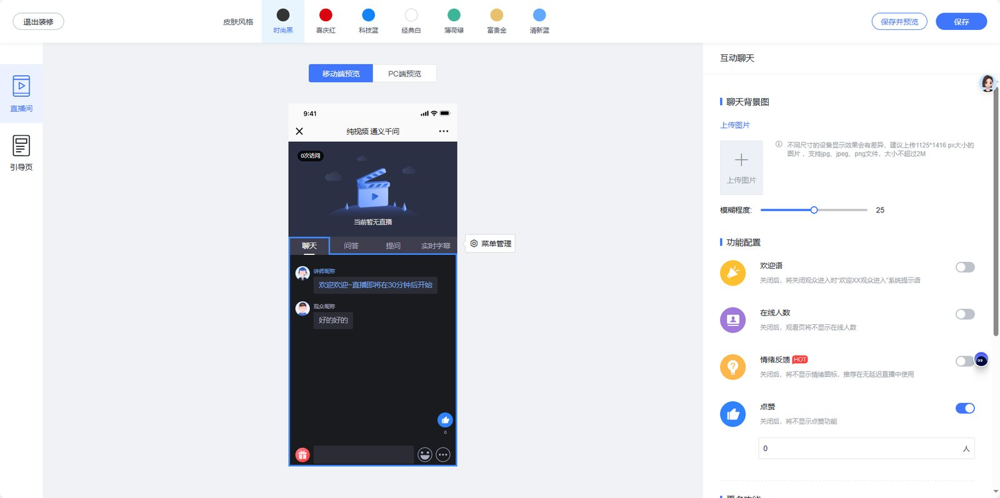 退出装修
皮肤风格
时尚黑
喜庆红
科技蓝
经典白
薄荷绿
富贵金
清新蓝
保存并预览
保存
直播间
引导页
移动端预览
PC端预览
9:41
纯视频 通义千问
0次访问
当前暂无直播
聊天
问答
提问
实时字幕
菜单管理
讲师昵称
欢迎欢迎~直播即将在30分钟后开始
观众昵称
好的好的
0
互动聊天
聊天背景图
上传图片
上传图片
不同尺寸的设备显示效果会有差异，建议上传1125*1416 px大小的
图片，支持jpg、jpeg、png文件，大小不超过2M
模糊程度:
25
功能配置
欢迎语
关闭后，将关闭观众进入时“欢迎XX观众进入”系统提示语
在线人数
关闭后，观看页将不显示在线人数
情绪反馈 HOT
关闭后，将不显示情绪图标，推荐在无延迟直播中使用
点赞
关闭后，将不显示点赞功能
0
人